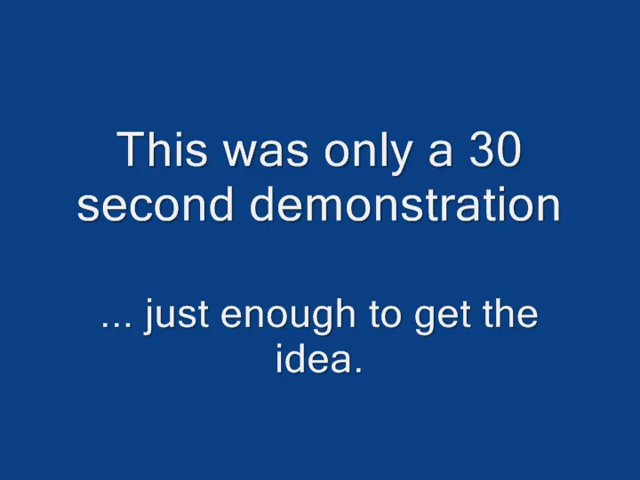 This was only a 30
second demonstration
... just enough to get the
idea.